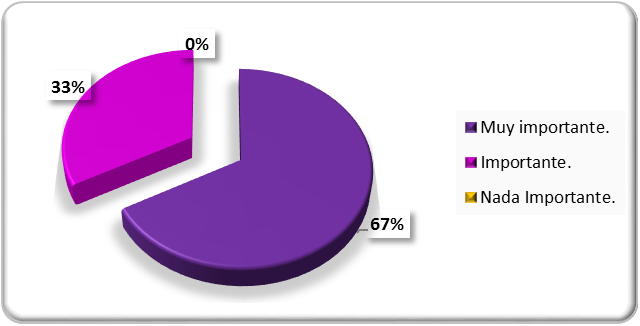 0%
33%
67%
Muy importante.
Importante.
Nada Importante.